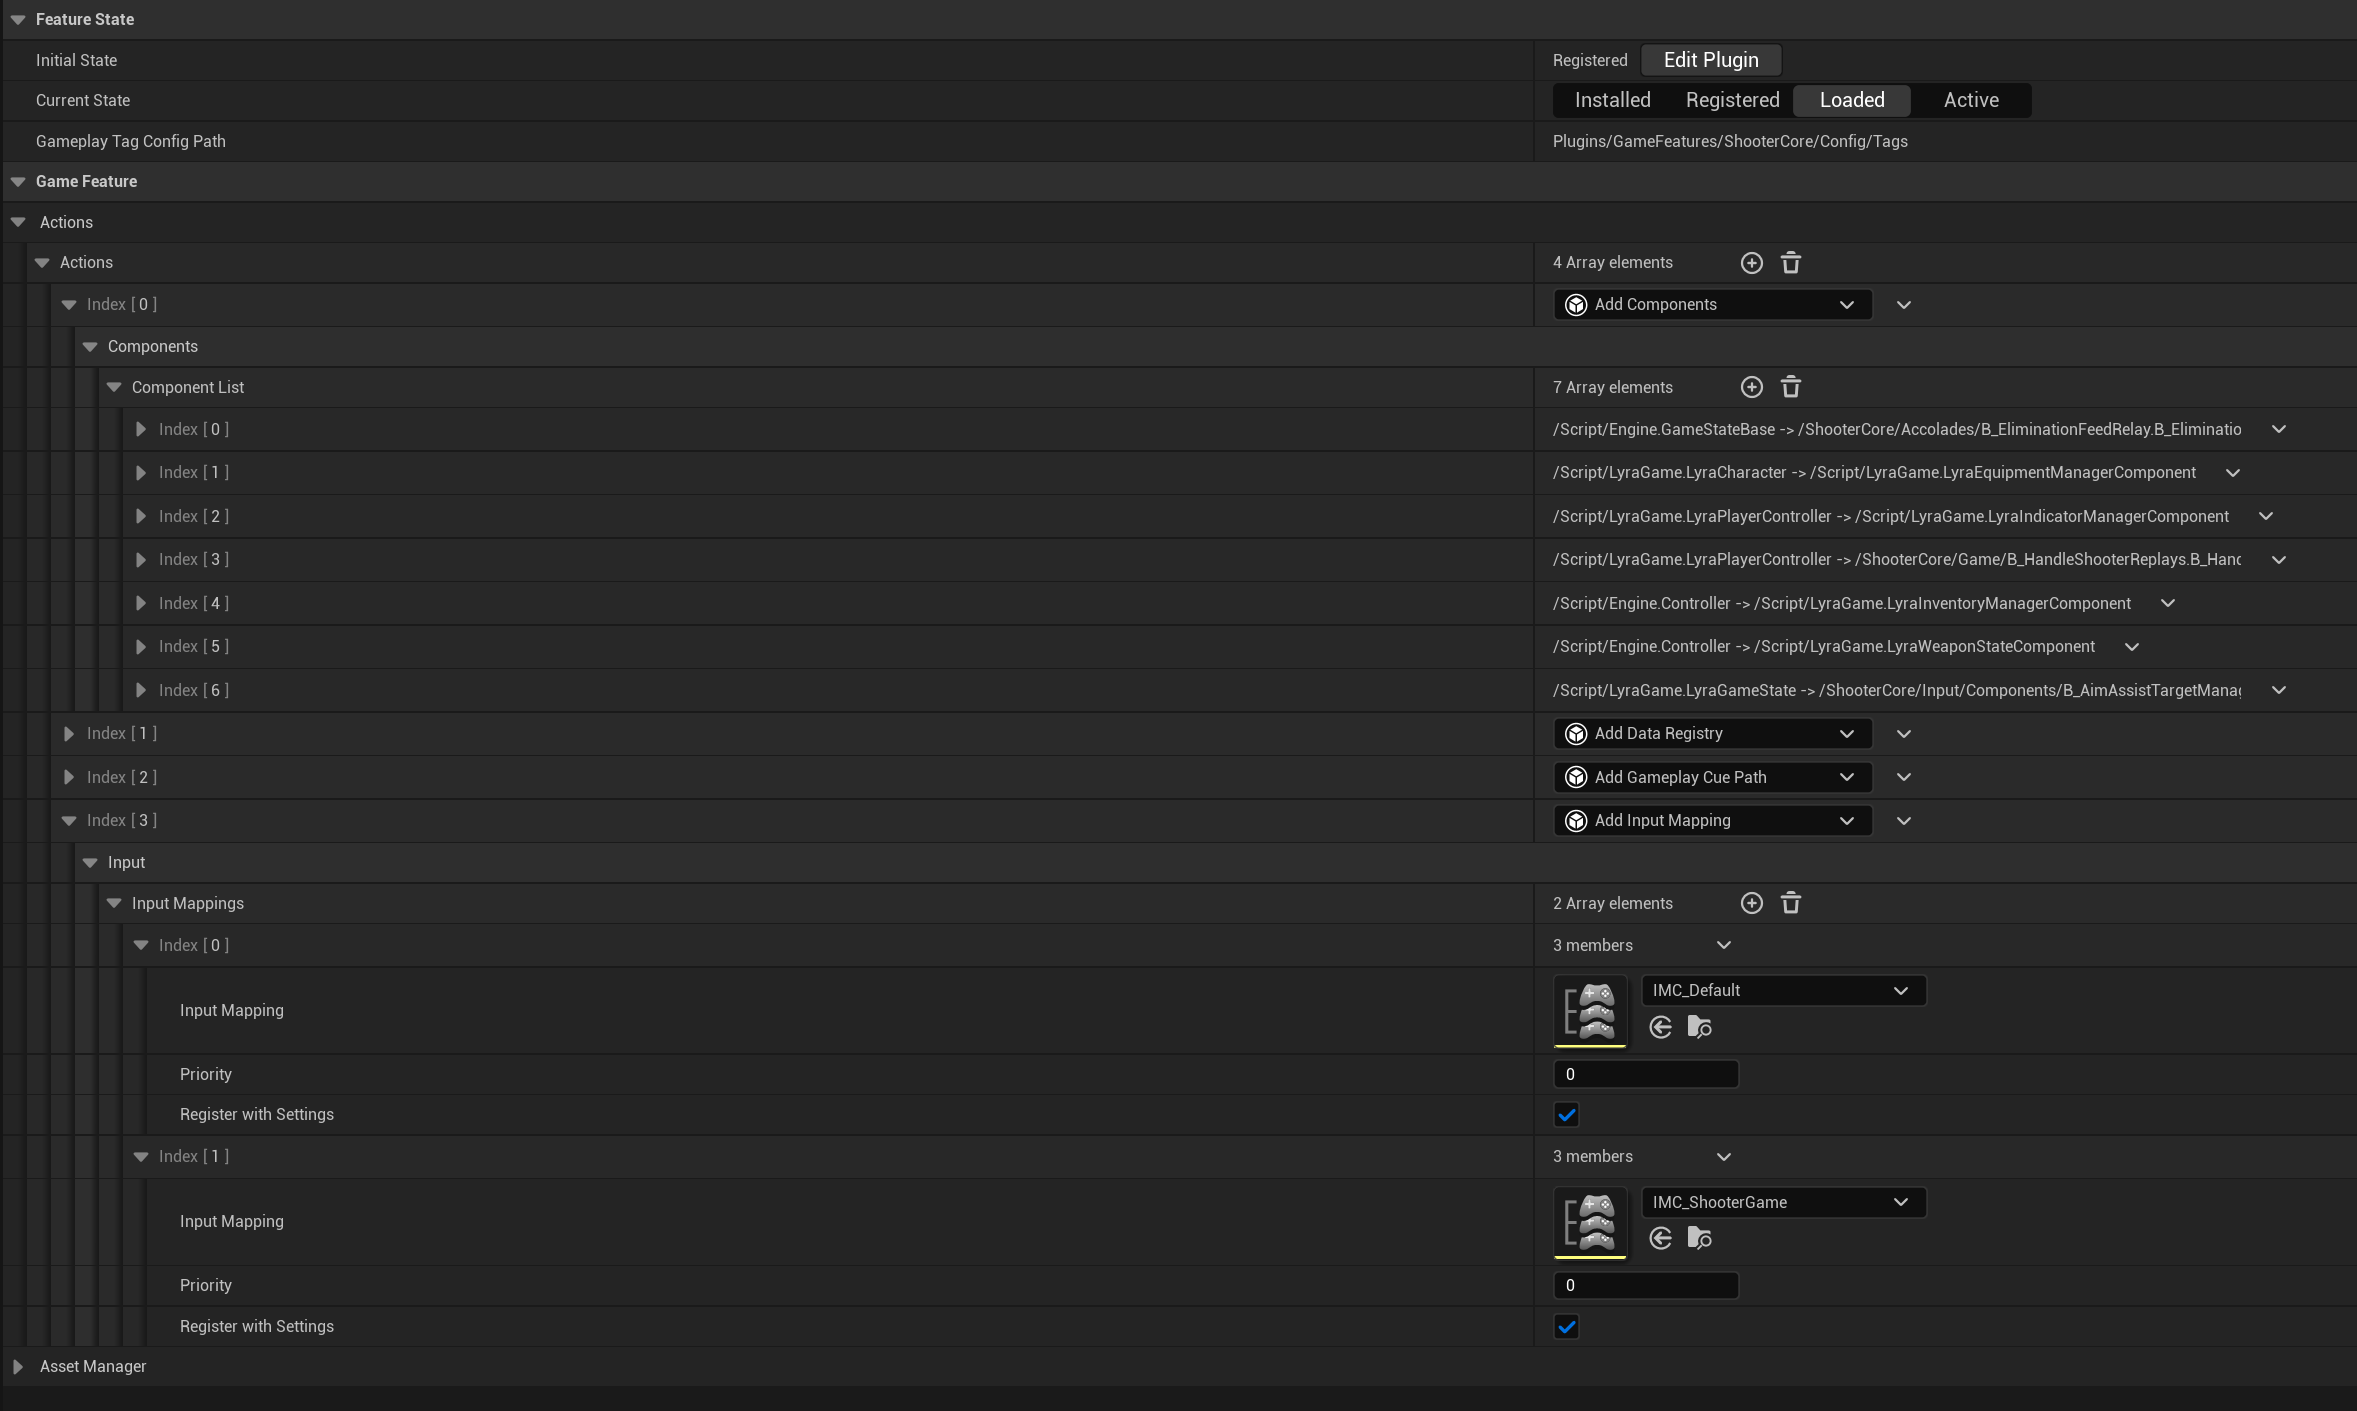 Feature State
Initial State Registered Edit Plugin
Current State Installed Registered Loaded Active
Gameplay Tag Config Path Plugins/GameFeatures/ShooterCore/Config/Tags
Game Feature
Actions
Actions 4 Array elements
Index [ 0 ] Add Components
Components
Component List 7 Array elements
Index [ 0 ] /Script/Engine.GameStateBase -> /ShooterCore/Accolades/B_EliminationFeedRelay.B_Eliminatio
Index [ 1 ] /Script/LyraGame.LyraCharacter -> /Script/LyraGame.LyraEquipmentManagerComponent
Index [ 2 ] /Script/LyraGame.LyraPlayerController -> /Script/LyraGame.LyraIndicatorManagerComponent
Index [ 3 ] /Script/LyraGame.LyraPlayerController -> /ShooterCore/Game/B_HandleShooterReplays.B_Hand
Index [ 4 ] /Script/Engine.Controller -> /Script/LyraGame.LyraInventoryManagerComponent
Index [ 5 ] /Script/Engine.Controller -> /Script/LyraGame.LyraWeaponStateComponent
Index [ 6 ] /Script/LyraGame.LyraGameState -> /ShooterCore/Input/Components/B_AimAssistTargetManag
Index [ 1 ] Add Data Registry
Index [ 2 ] Add Gameplay Cue Path
Index [ 3 ] Add Input Mapping
Input
Input Mappings 2 Array elements
Index [ 0 ] 3 members
Input Mapping IMC_Default
Priority 0
Register with Settings
Index [ 1 ] 3 members
Input Mapping IMC_ShooterGame
Priority 0
Register with Settings
Asset Manager